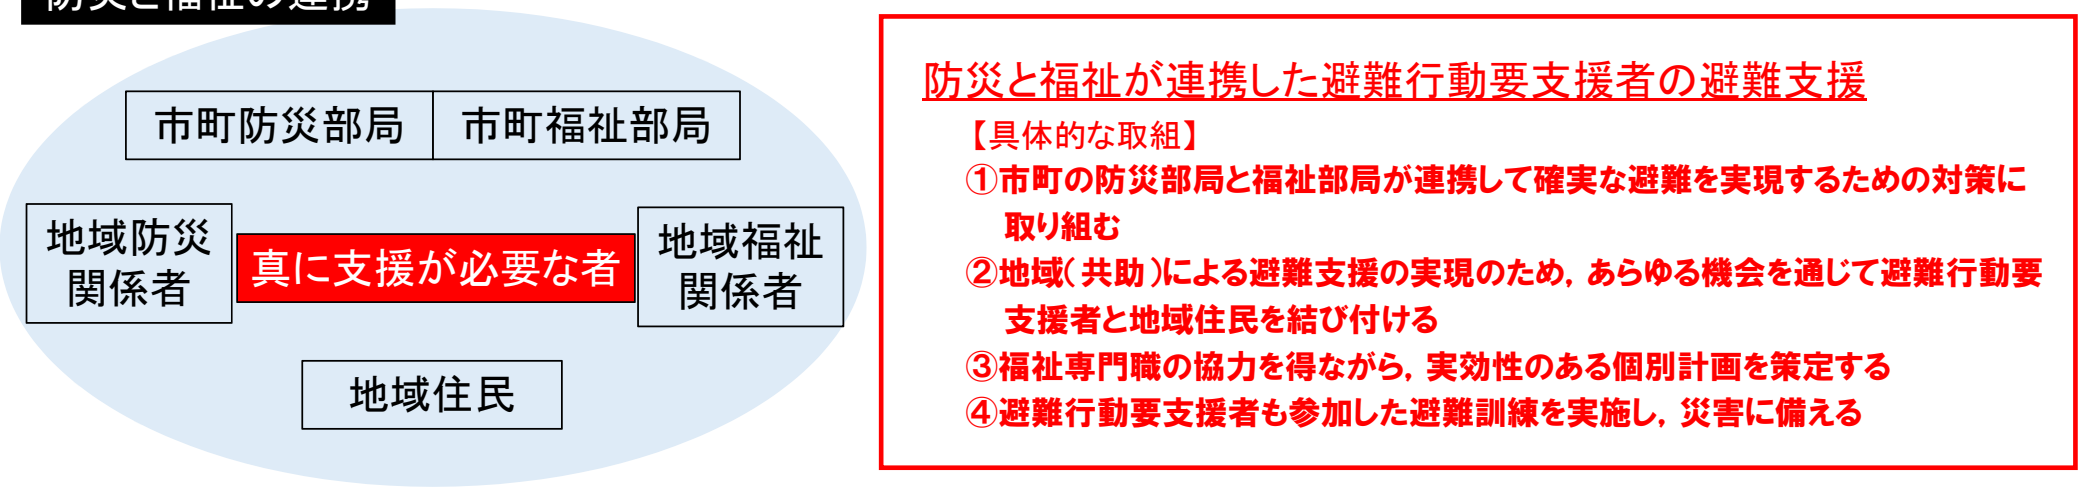 防災と福祉の連携
市町防災部局
市町福祉部局
地域防災
関係者
真に支援が必要な者
地域福祉
関係者
地域住民
防災と福祉が連携した避難行動要支援者の避難支援
【具体的な取組】
①市町の防災部局と福祉部局が連携して確実な避難を実現するための対策に
取り組む
②地域(共助)による避難支援の実現のため，あらゆる機会を通じて避難行動要
支援者と地域住民を結び付ける
③福祉専門職の協力を得ながら，実効性のある個別計画を策定する
④避難行動要支援者も参加した避難訓練を実施し，災害に備える